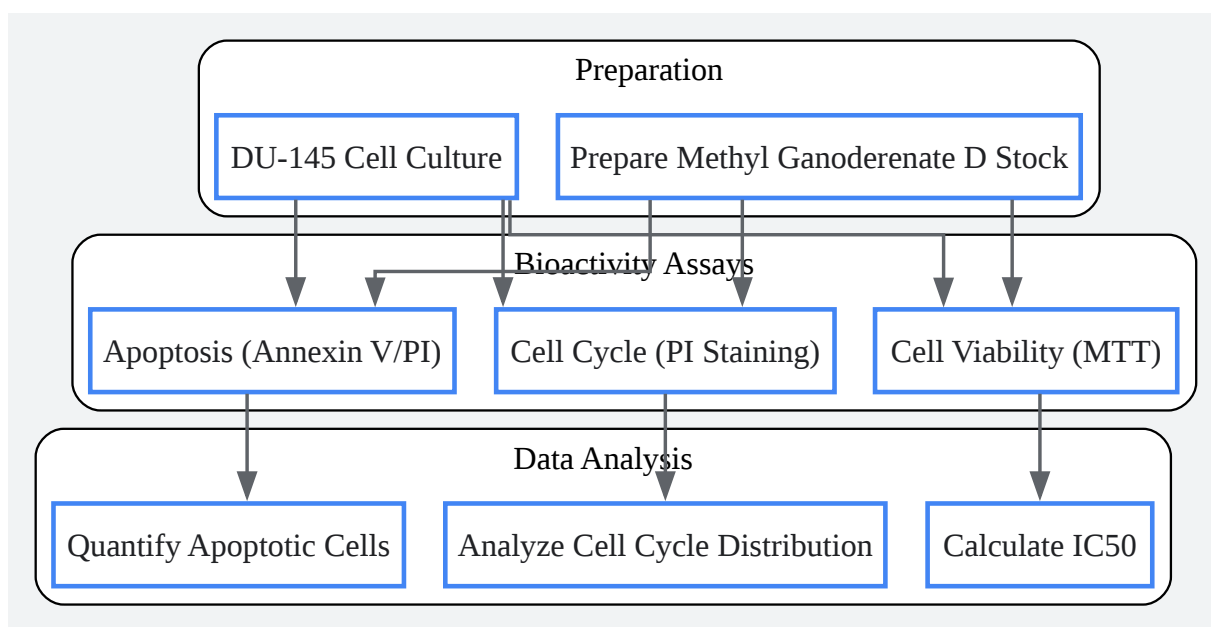 Preparation
DU-145 Cell Culture
Prepare Methyl Ganoderenate D Stock
Bioactivity Assays
Apoptosis (Annexin V/PI)
Cell Cycle (PI Staining)
Cell Viability (MTT)
Data Analysis
Quantify Apoptotic Cells
Analyze Cell Cycle Distribution
Calculate IC50